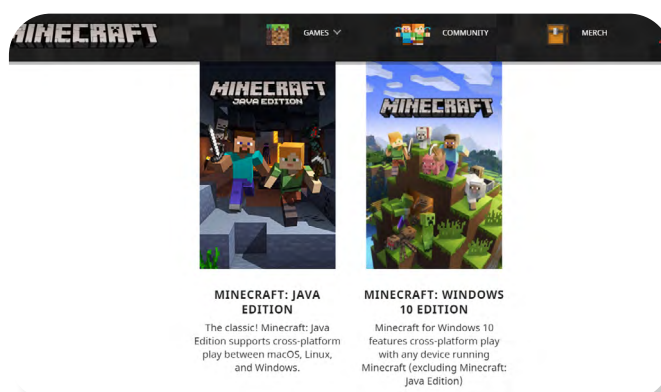 MINECRAFT
GAMES
COMMUNITY
MERCH
MINECRAFT
JAVA EDITION
MINECRAFT
MINECRAFT: JAVA
EDITION
The classic! Minecraft: Java
Edition supports cross-platform
play between macOS, Linux,
and Windows.
MINECRAFT: WINDOWS
10 EDITION
Minecraft for Windows 10
features cross-platform play
with any device running
Minecraft (excluding Minecraft:
Java Edition)